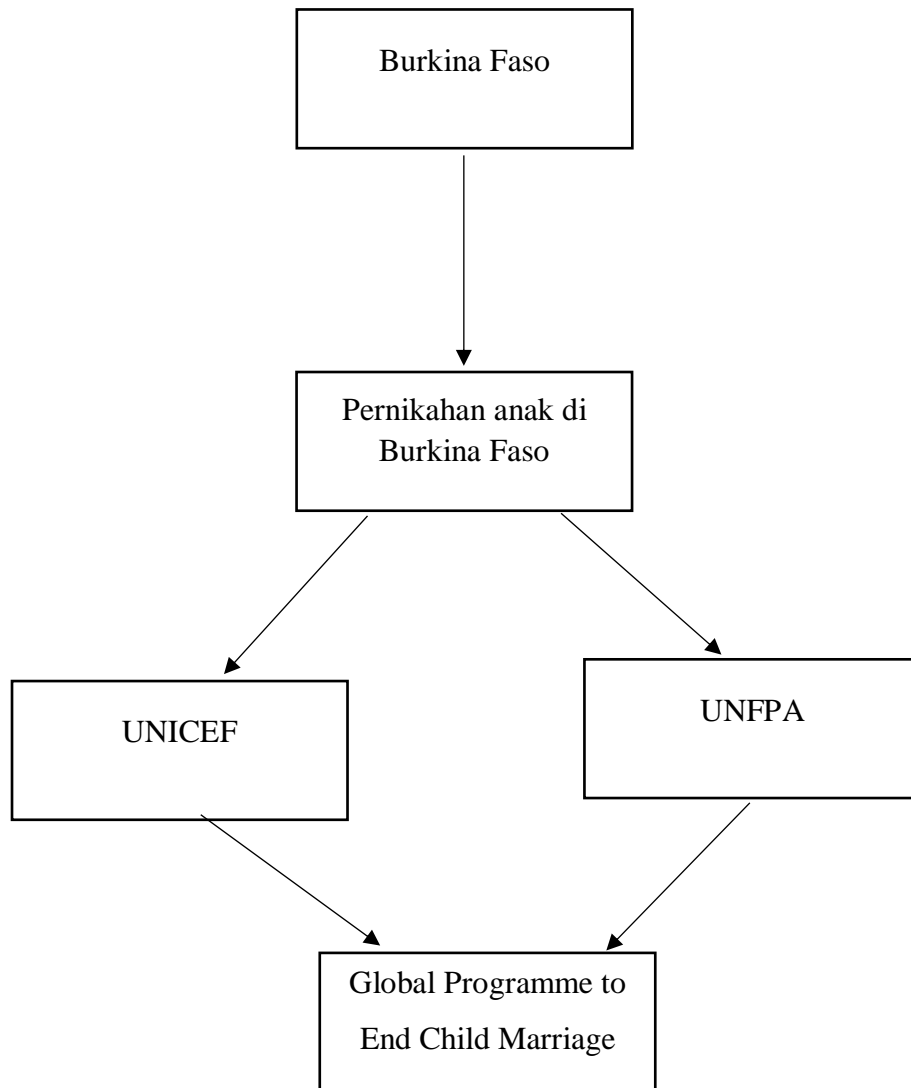 Burkina Faso
Pernikahan anak di
Burkina Faso
UNICEF
UNFPA
Global Programme to
End Child Marriage